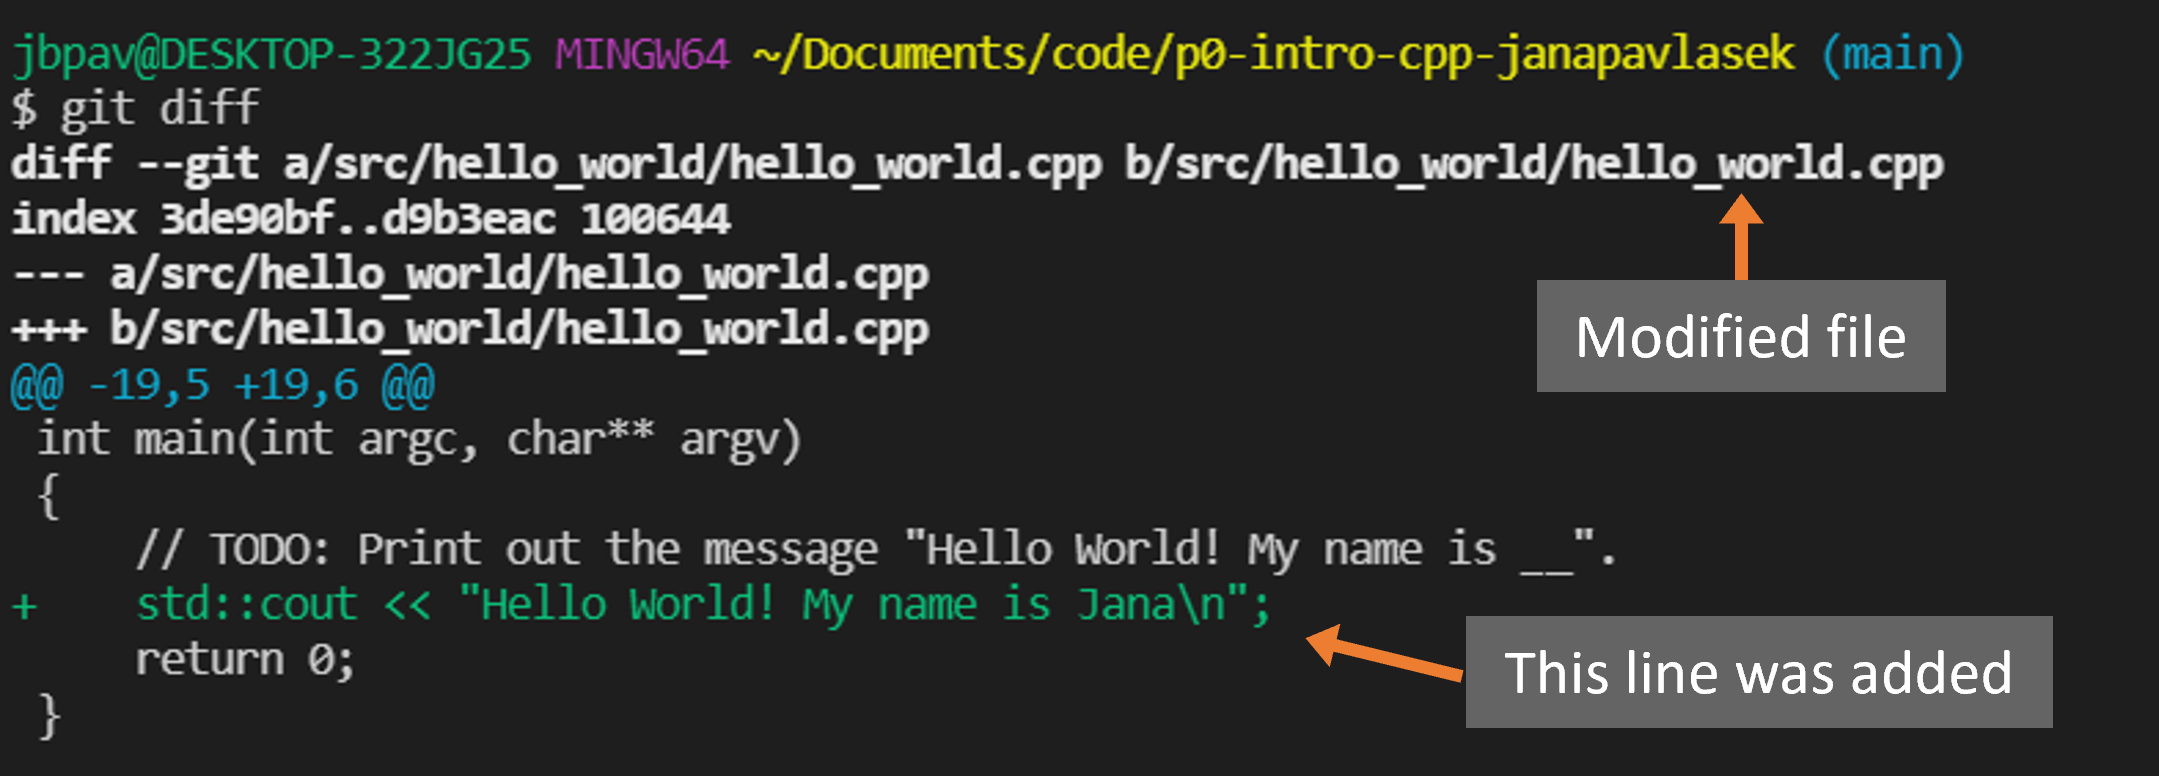 jbpav@DESKTOP-322JG25 MINGW64 ~/Documents/code/p0-intro-cpp-janapavlasek (main)
$ git diff
diff --git a/src/hello_world/hello_world.cpp b/src/hello_world/hello_world.cpp
index 3de90bf..d9b3eac 100644
--- a/src/hello_world/hello_world.cpp
+++ b/src/hello_world/hello_world.cpp
Modified file
@@ -19,5 +19,6 @@
 int main(int argc, char** argv)
 {
     // TODO: Print out the message "Hello World! My name is __".
+    std::cout << "Hello World! My name is Jana\n";
     return 0;
This line was added
 }